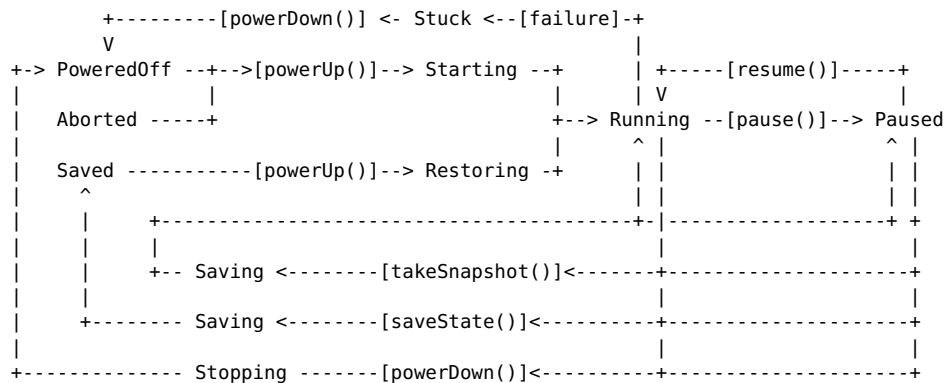 +---------[powerDown()] <- Stuck <--[failure]-+
V |
+-> PoweredOff --+-->[powerUp()]--> Starting --+ | +-----[resume()]-----+
| | | | V |
| Aborted -----+ +--> Running --[pause()]--> Paused
| | ^ | ^ |
| Saved -----------[powerUp()]--> Restoring -+ | | | |
| ^ | | | |
| | +-----------------------------------------+-|-------------------+ +
| | | | |
| | +-- Saving <--------[takeSnapshot()]<-------+---------------------+
| | | |
| +-------- Saving <--------[saveState()]<----------+---------------------+
| | |
+-------------- Stopping -------[powerDown()]<----------+---------------------+